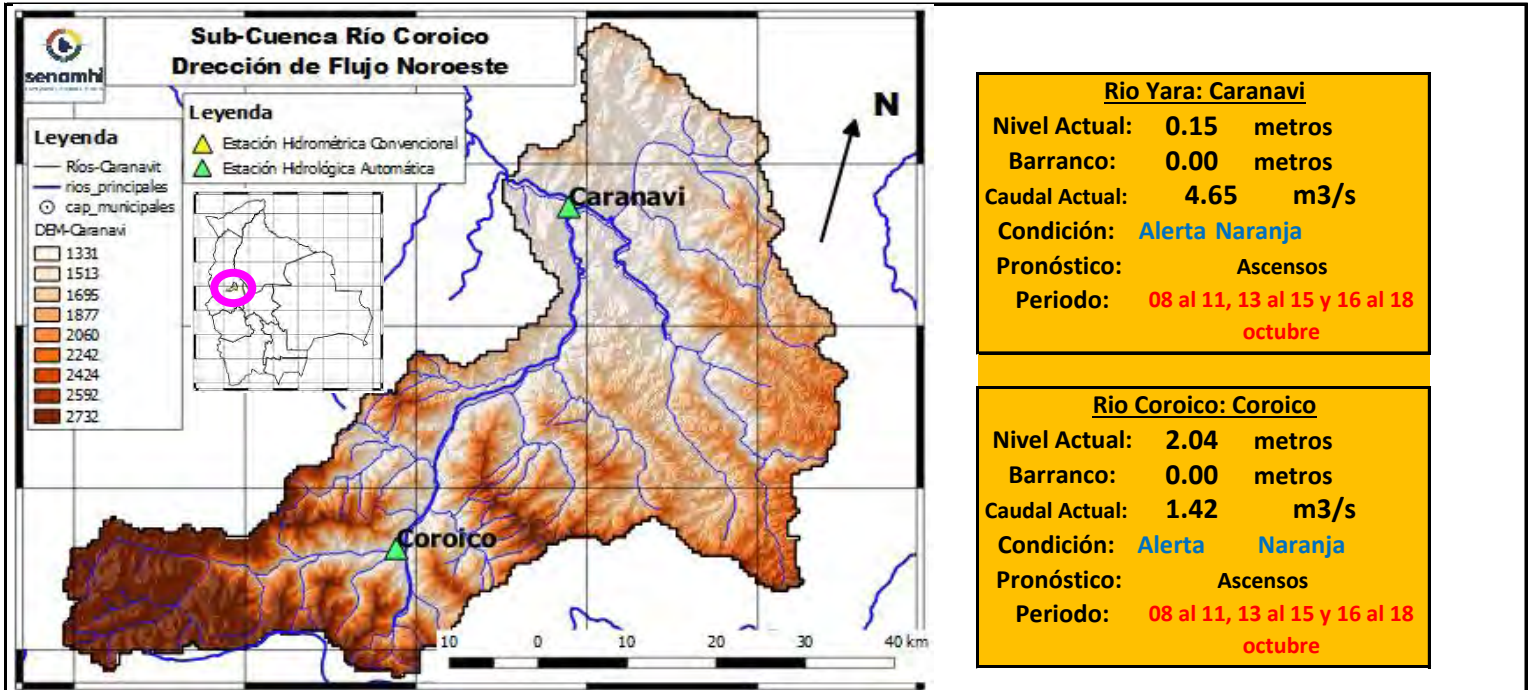 Sub-Cuenca Río Coroico
Drección de Flujo Noroeste
senamhi
Leyenda
Estación Hidrométrica Convencional
Estación Hidrológica Automática
Leyenda
Ríos-Caranavit
rios_principales
cap_municipales
DEM-Caranavi
1331
1513
1695
1877
2060
2242
2424
2592
2732
N
Caranavi
Coroico
10 0 10 20 30 40 km
Rio Yara: Caranavi
Nivel Actual: 0.15 metros
Barranco: 0.00 metros
Caudal Actual: 4.65 m3/s
Condición: Alerta Naranja
Pronóstico: Ascensos
Periodo: 08 al 11, 13 al 15 y 16 al 18
octubre
Rio Coroico: Coroico
Nivel Actual: 2.04 metros
Barranco: 0.00 metros
Caudal Actual: 1.42 m3/s
Condición: Alerta Naranja
Pronóstico: Ascensos
Periodo: 08 al 11, 13 al 15 y 16 al 18
octubre